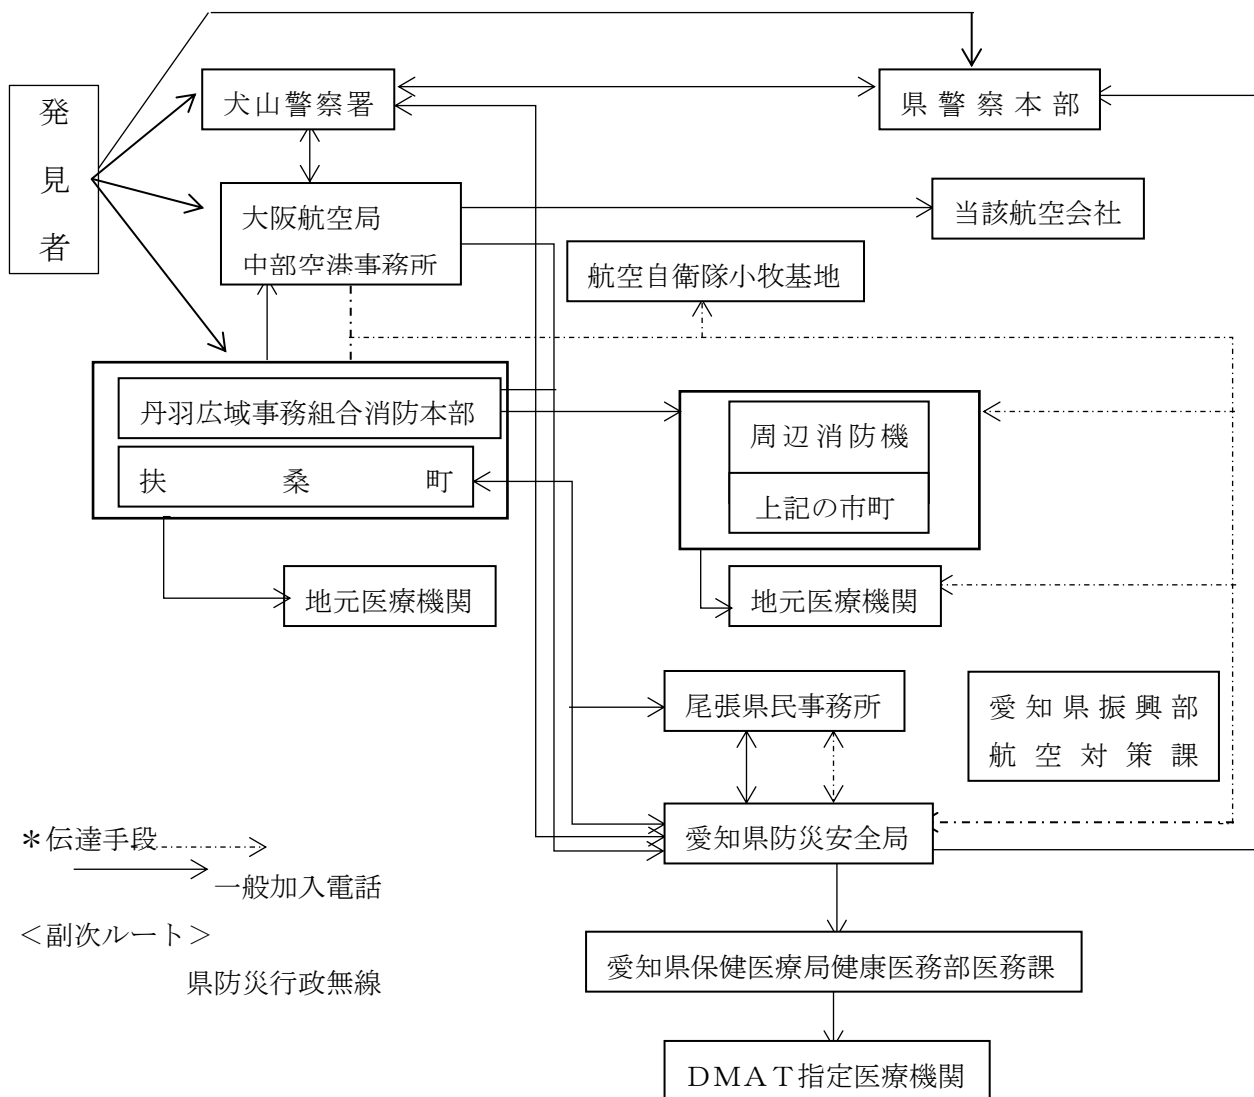 発見者
犬山警察署
県警察本部
大阪航空局
中部空港事務所
当該航空会社
航空自衛隊小牧基地
丹羽広域事務組合消防本部
扶桑町
周辺消防機
上記の市町
地元医療機関
地元医療機関
尾張県民事務所
愛知県振興部
航空対策課
愛知県防災安全局
＊伝達手段
一般加入電話
＜副次ルート＞
県防災行政無線
愛知県保健医療局健康医務部医務課
ＤＭＡＴ指定医療機関